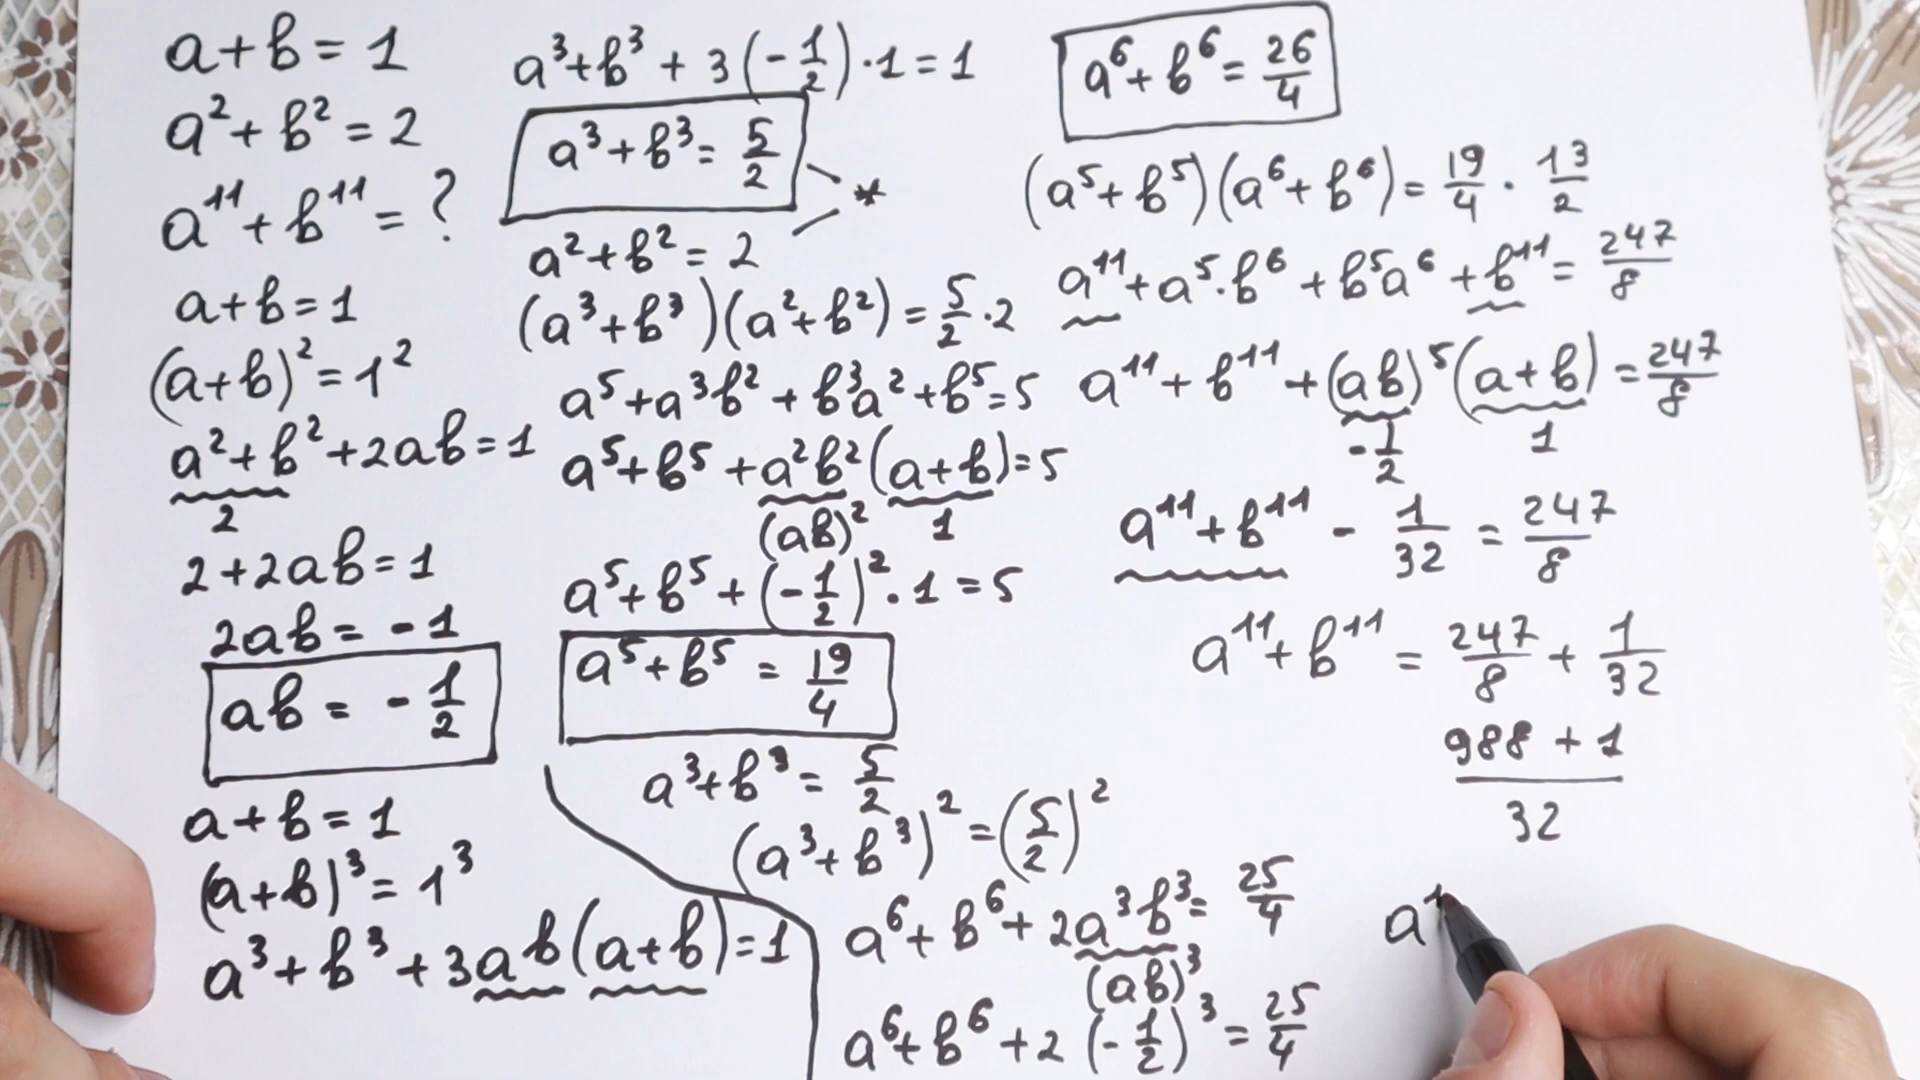 a+b=1
a²+b²=2
a¹¹+b¹¹=?
a+b=1
(a+b)²=1²
a²+b²+2ab=1
2
2+2ab=1
2ab=-1
ab=-1/2
a+b=1
(a+b)³=1³
a³+b³+3ab(a+b)=1
a³+b³+3(-1/2)·1=1
a³+b³=5/2
*
a²+b²=2
(a³+b³)(a²+b²)=5/2·2
a⁵+a³b²+b³a²+b⁵=5
a⁵+b⁵+a²b²(a+b)=5
(ab)² 1
a⁵+b⁵+(-1/2)²·1=5
a⁵+b⁵=19/4
a³+b³=5/2
(a³+b³)²=(5/2)²
a⁶+b⁶+2a³b³=25/4
(ab)³
a⁶+b⁶+2(-1/2)³=25/4
a⁶+b⁶=26/4
(a⁵+b⁵)(a⁶+b⁶)=19/4·13/2
a¹¹+a⁵·b⁶+b⁵a⁶+b¹¹=247/8
a¹¹+b¹¹+(ab)⁵(a+b)=247/8
-1/2 1
a¹¹+b¹¹-1/32=247/8
a¹¹+b¹¹=247/8+1/32
988+1
32
a¹